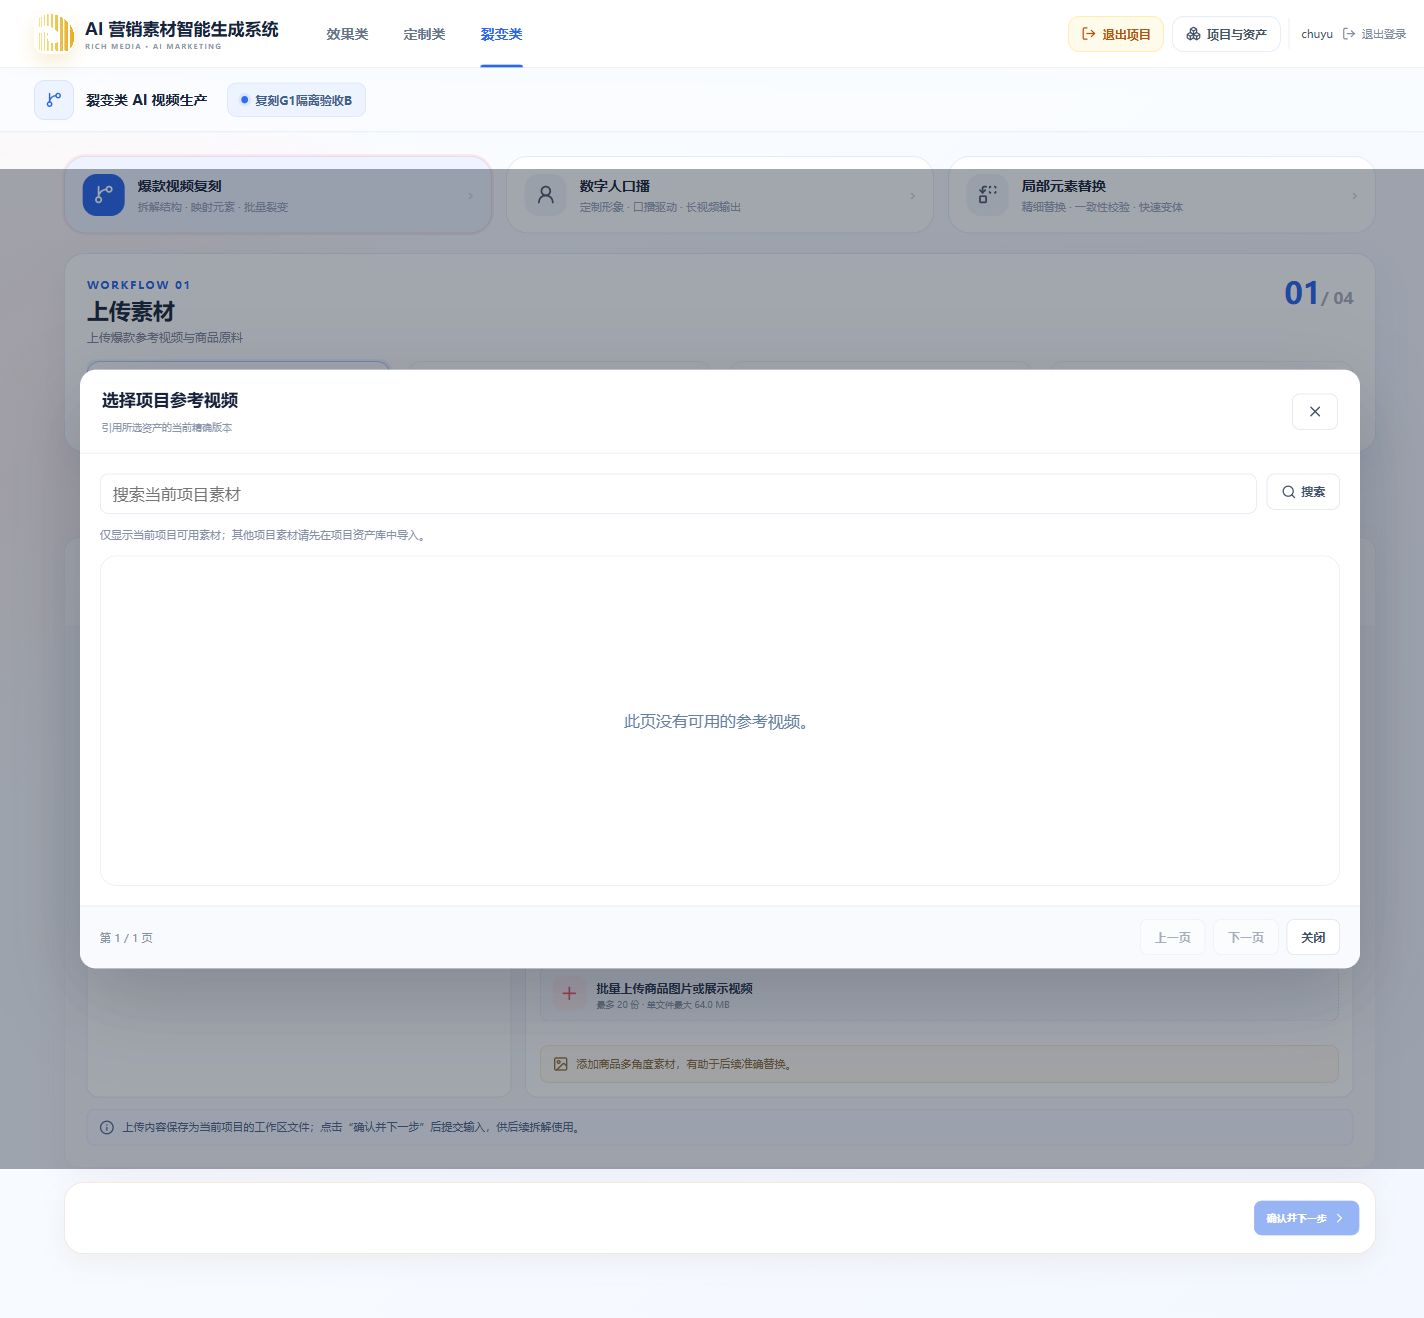 AI 营销素材智能生成系统
RICH MEDIA • AI MARKETING
效果类
定制类
裂变类
退出项目
项目与资产
chuyu
退出登录
裂变类 AI 视频生产
复刻G1隔离验收B
爆款视频复刻
拆解结构 · 映射元素 · 批量裂变
数字人口播
定制形象 · 口播驱动 · 长视频输出
局部元素替换
精细替换 · 一致性校验 · 快速变体
WORKFLOW 01
上传素材
上传爆款参考视频与商品原料
01 / 04
选择项目参考视频
引用所选资产的当前精确版本
搜索当前项目素材
搜索
仅显示当前项目可用素材；其他项目素材请先在项目资产库中导入。
此页没有可用的参考视频。
第 1 / 1 页
上一页
下一页
关闭
批量上传商品图片或展示视频
最多 20 份 · 单文件最大 64.0 MB
添加商品多角度素材，有助于后续准确替换。
上传内容保存为当前项目的工作区文件；点击“确认并下一步”后提交输入，供后续拆解使用。
确认并下一步